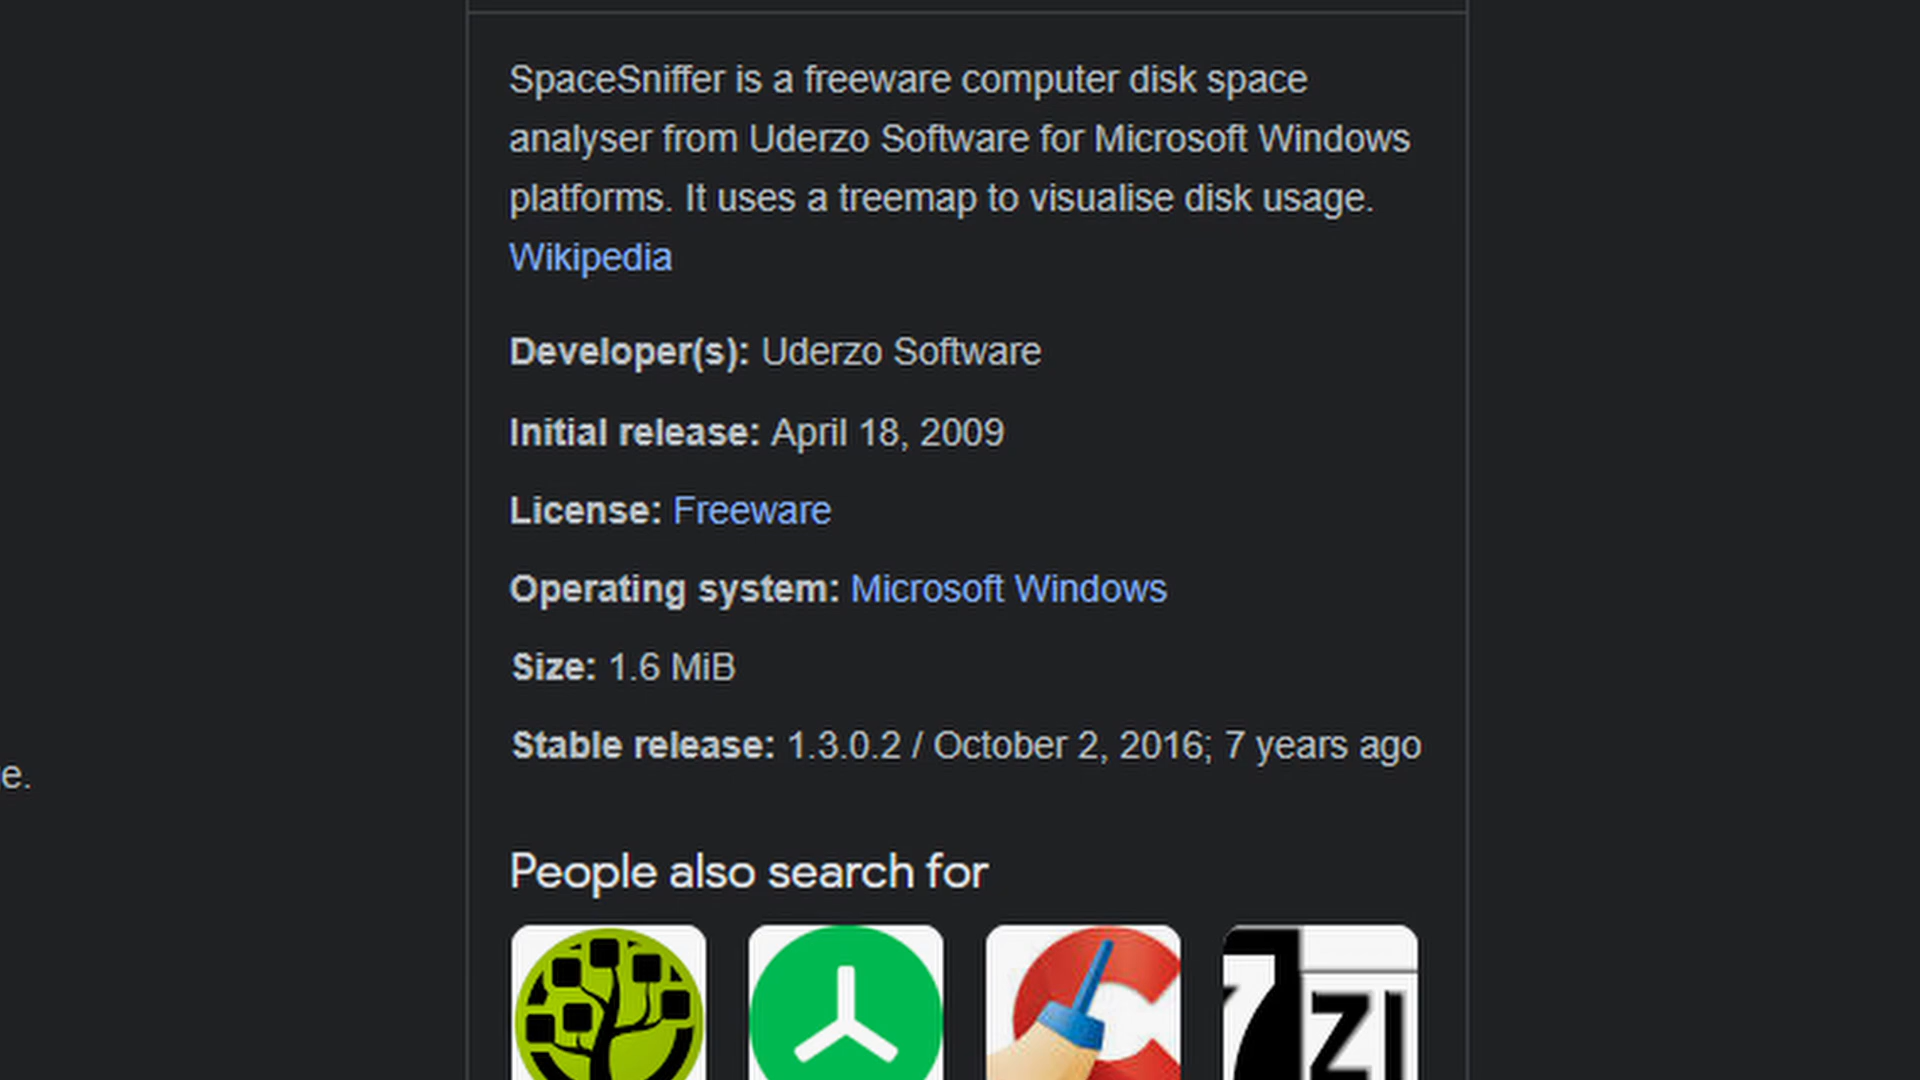 SpaceSniffer is a freeware computer disk space
analyser from Uderzo Software for Microsoft Windows
platforms. It uses a treemap to visualise disk usage.
Wikipedia
Developer(s): Uderzo Software
Initial release: April 18, 2009
License: Freeware
Operating system: Microsoft Windows
Size: 1.6 MiB
Stable release: 1.3.0.2 / October 2, 2016; 7 years ago
e.
People also search for
7 ZI